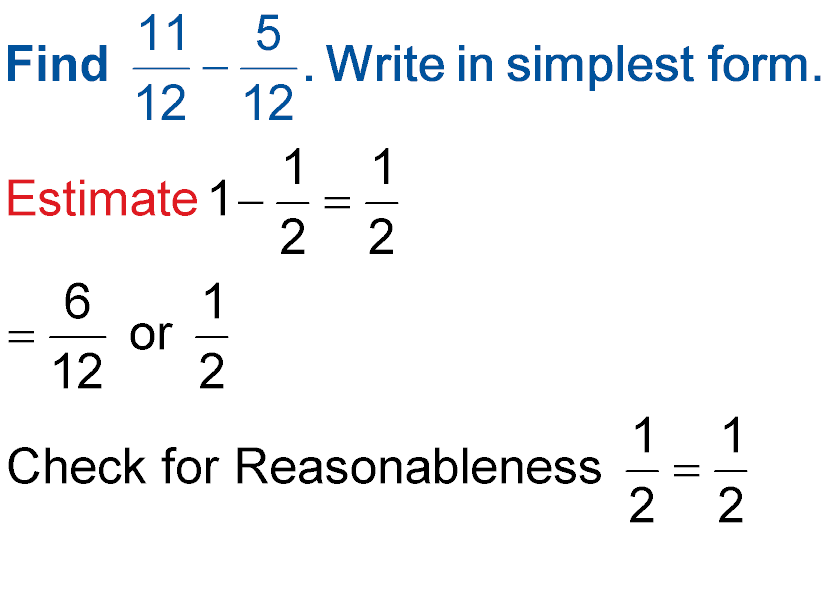 Find 11/12 − 5/12. Write in simplest form.
Estimate 1 − 1/2 = 1/2
= 6/12 or 1/2
Check for Reasonableness 1/2 = 1/2